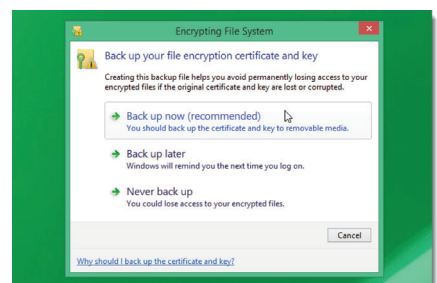 Encrypting File System
Back up your file encryption certificate and key
Creating this backup file helps you avoid permanently losing access to your
encrypted files if the original certificate and key are lost or corrupted.
Back up now (recommended)
You should back up the certificate and key to removable media.
Back up later
Windows will remind you the next time you log on.
Never back up
You could lose access to your encrypted files.
Cancel
Why should I back up the certificate and key?